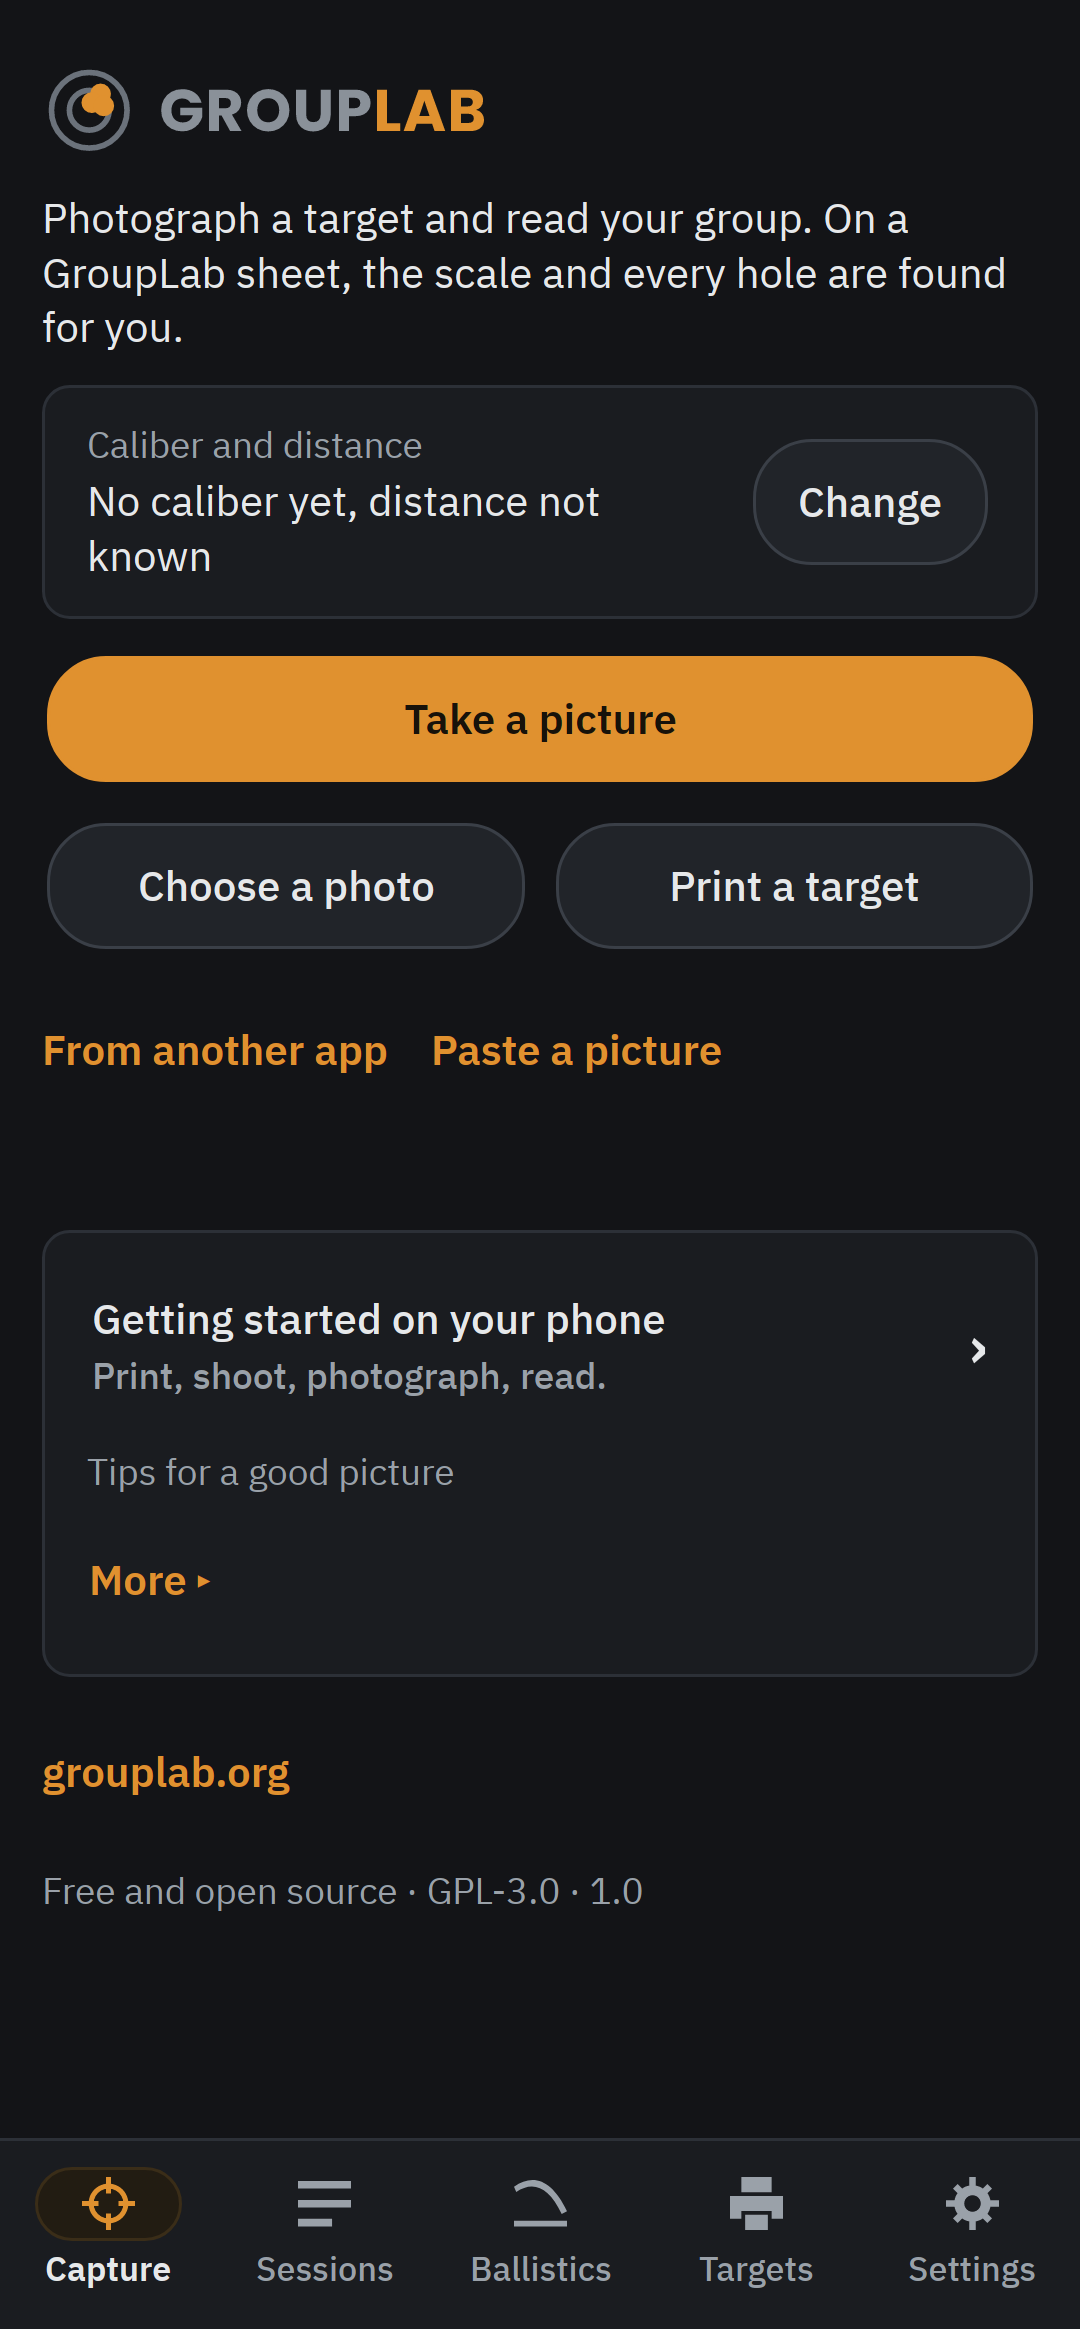 GROUPLAB
Photograph a target and read your group. On a
GroupLab sheet, the scale and every hole are found
for you.
Caliber and distance
No caliber yet, distance not
known
Change
Take a picture
Choose a photo
Print a target
From another app
Paste a picture
Getting started on your phone
Print, shoot, photograph, read.
›
Tips for a good picture
More ▸
grouplab.org
Free and open source · GPL-3.0 · 1.0
Capture
Sessions
Ballistics
Targets
Settings